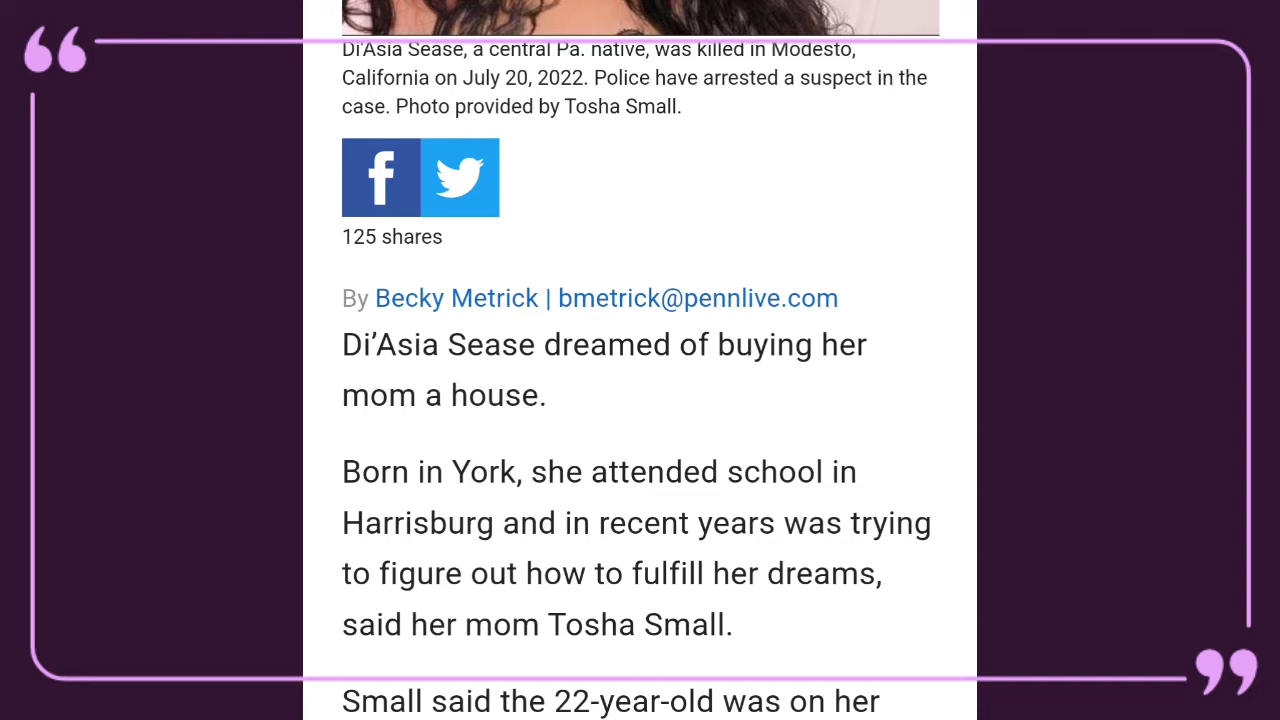 Di'Asia Sease, a central Pa. native, was killed in Modesto,
California on July 20, 2022. Police have arrested a suspect in the
case. Photo provided by Tosha Small.
125 shares
By Becky Metrick | bmetrick@pennlive.com
Di’Asia Sease dreamed of buying her
mom a house.
Born in York, she attended school in
Harrisburg and in recent years was trying
to figure out how to fulfill her dreams,
said her mom Tosha Small.
Small said the 22-year-old was on her